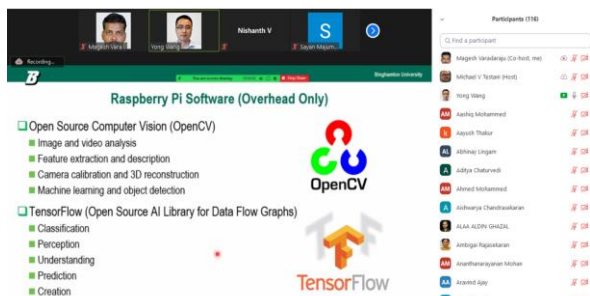 Magesh Vara...
Yong Wang
Nishanth V
S
Sayan Majum...
Recording...
B
Binghamton University
Raspberry Pi Software (Overhead Only)
Open Source Computer Vision (OpenCV)
Image and video analysis
Feature extraction and description
Camera calibration and 3D reconstruction
Machine learning and object detection
OpenCV
TensorFlow (Open Source AI Library for Data Flow Graphs)
Classification
Perception
Understanding
Prediction
Creation
TensorFlow
Participants (116)
Find a participant
Magesh Varadaraju (Co-host, me)
Michael V Testani (Host)
Yong Wang
AM Aashiq Mohammed
Aayush Thakur
AL Abhinay Lingam
A Aditya Chaturvedi
AM Ahmed Mohammed
A Aishwarya Chandrasekaran
ALAA ALDIN GHAZAL
Ambigai Rajasekaran
AM Ananthanarayanan Mohan
AA Aravind Ajay